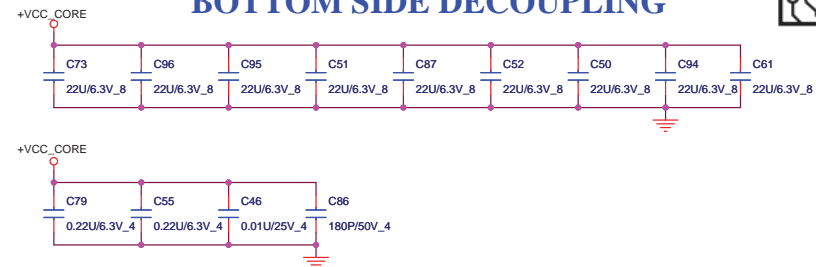 BOTTOM SIDE DECOUPLING
+VCC_CORE
C73 C96 C95 C51 C87 C52 C50 C94 C61
22U/6.3V_8 22U/6.3V_8 22U/6.3V_8 22U/6.3V_8 22U/6.3V_8 22U/6.3V_8 22U/6.3V_8 22U/6.3V_8 22U/6.3V_8
+VCC_CORE
C79 C55 C46 C86
0.22U/6.3V_4 0.22U/6.3V_4 0.01U/25V_4 180P/50V_4